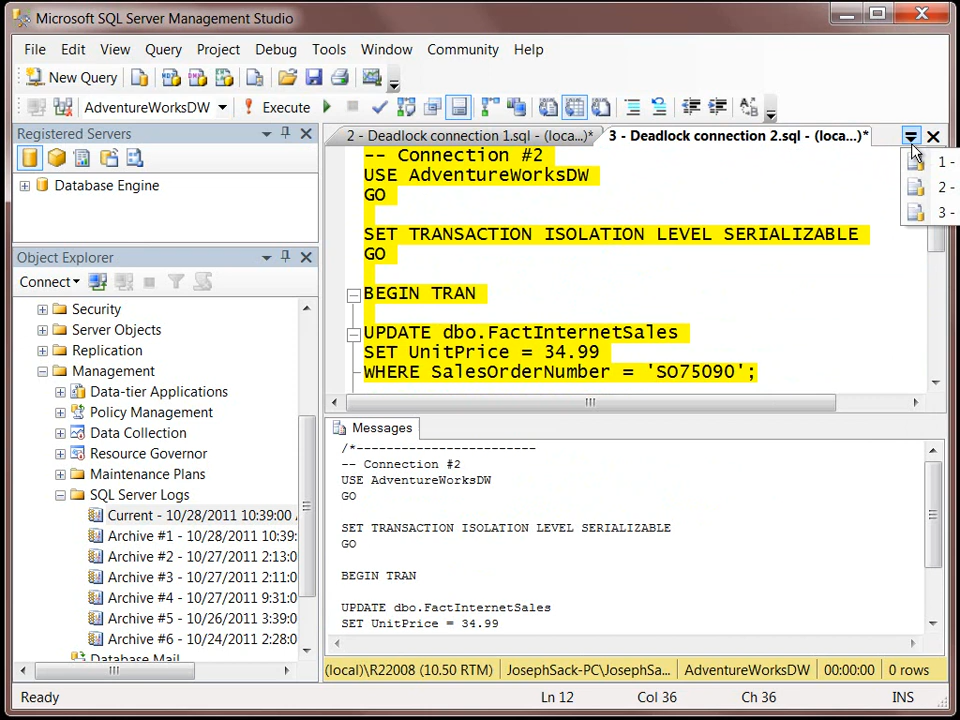 Microsoft SQL Server Management Studio
File Edit View Query Project Debug Tools Window Community Help
New Query
AdventureWorksDW Execute
Registered Servers
Database Engine
Object Explorer
Connect
Security
Server Objects
Replication
Management
Data-tier Applications
Policy Management
Data Collection
Resource Governor
Maintenance Plans
SQL Server Logs
Current - 10/28/2011 10:39:00
Archive #1 - 10/28/2011 10:39:
Archive #2 - 10/27/2011 2:13:0
Archive #3 - 10/27/2011 2:11:0
Archive #4 - 10/27/2011 9:31:0
Archive #5 - 10/26/2011 3:39:0
Archive #6 - 10/24/2011 2:28:0
Database Mail
2 - Deadlock connection 1.sql - (loca...)* 3 - Deadlock connection 2.sql - (loca...)*
1 -
2 -
3 -
-- Connection #2
USE AdventureWorksDW
GO
SET TRANSACTION ISOLATION LEVEL SERIALIZABLE
GO
BEGIN TRAN
UPDATE dbo.FactInternetSales
SET UnitPrice = 34.99
WHERE SalesOrderNumber = 'SO75090';
Messages
/*------------------------
-- Connection #2
USE AdventureWorksDW
GO
SET TRANSACTION ISOLATION LEVEL SERIALIZABLE
GO
BEGIN TRAN
UPDATE dbo.FactInternetSales
SET UnitPrice = 34.99
(local)\R22008 (10.50 RTM) JosephSack-PC\JosephSa... AdventureWorksDW 00:00:00 0 rows
Ready Ln 12 Col 36 Ch 36 INS